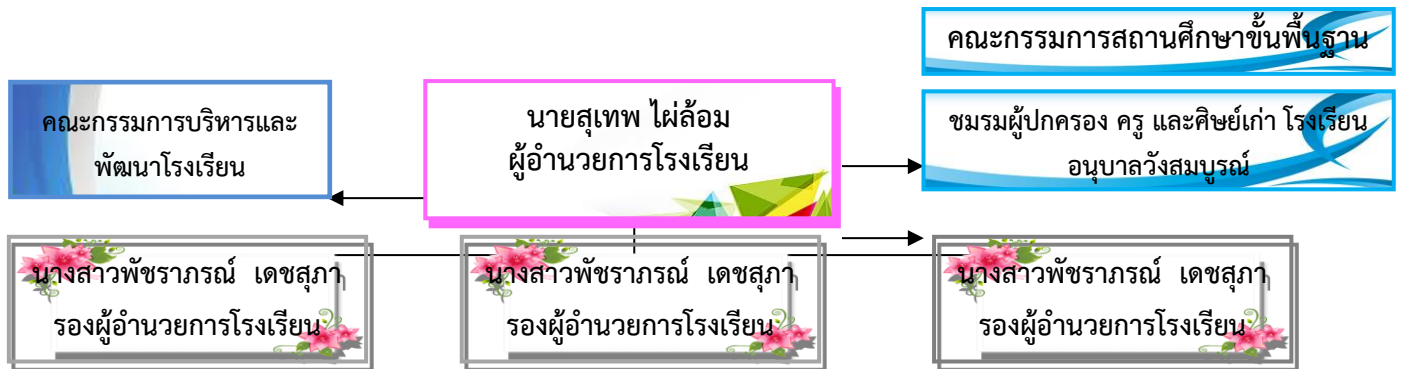 คณะกรรมการสถานศึกษาขั้นพื้นฐาน
คณะกรรมการบริหารและ
พัฒนาโรงเรียน
นายสุเทพ ไผ่ล้อม
ผู้อำนวยการโรงเรียน
ชมรมผู้ปกครอง ครู และศิษย์เก่า โรงเรียน
อนุบาลวังสมบูรณ์
นางสาวพัชราภรณ์ เดชสุภา
รองผู้อำนวยการโรงเรียน
นางสาวพัชราภรณ์ เดชสุภา
รองผู้อำนวยการโรงเรียน
นางสาวพัชราภรณ์ เดชสุภา
รองผู้อำนวยการโรงเรียน